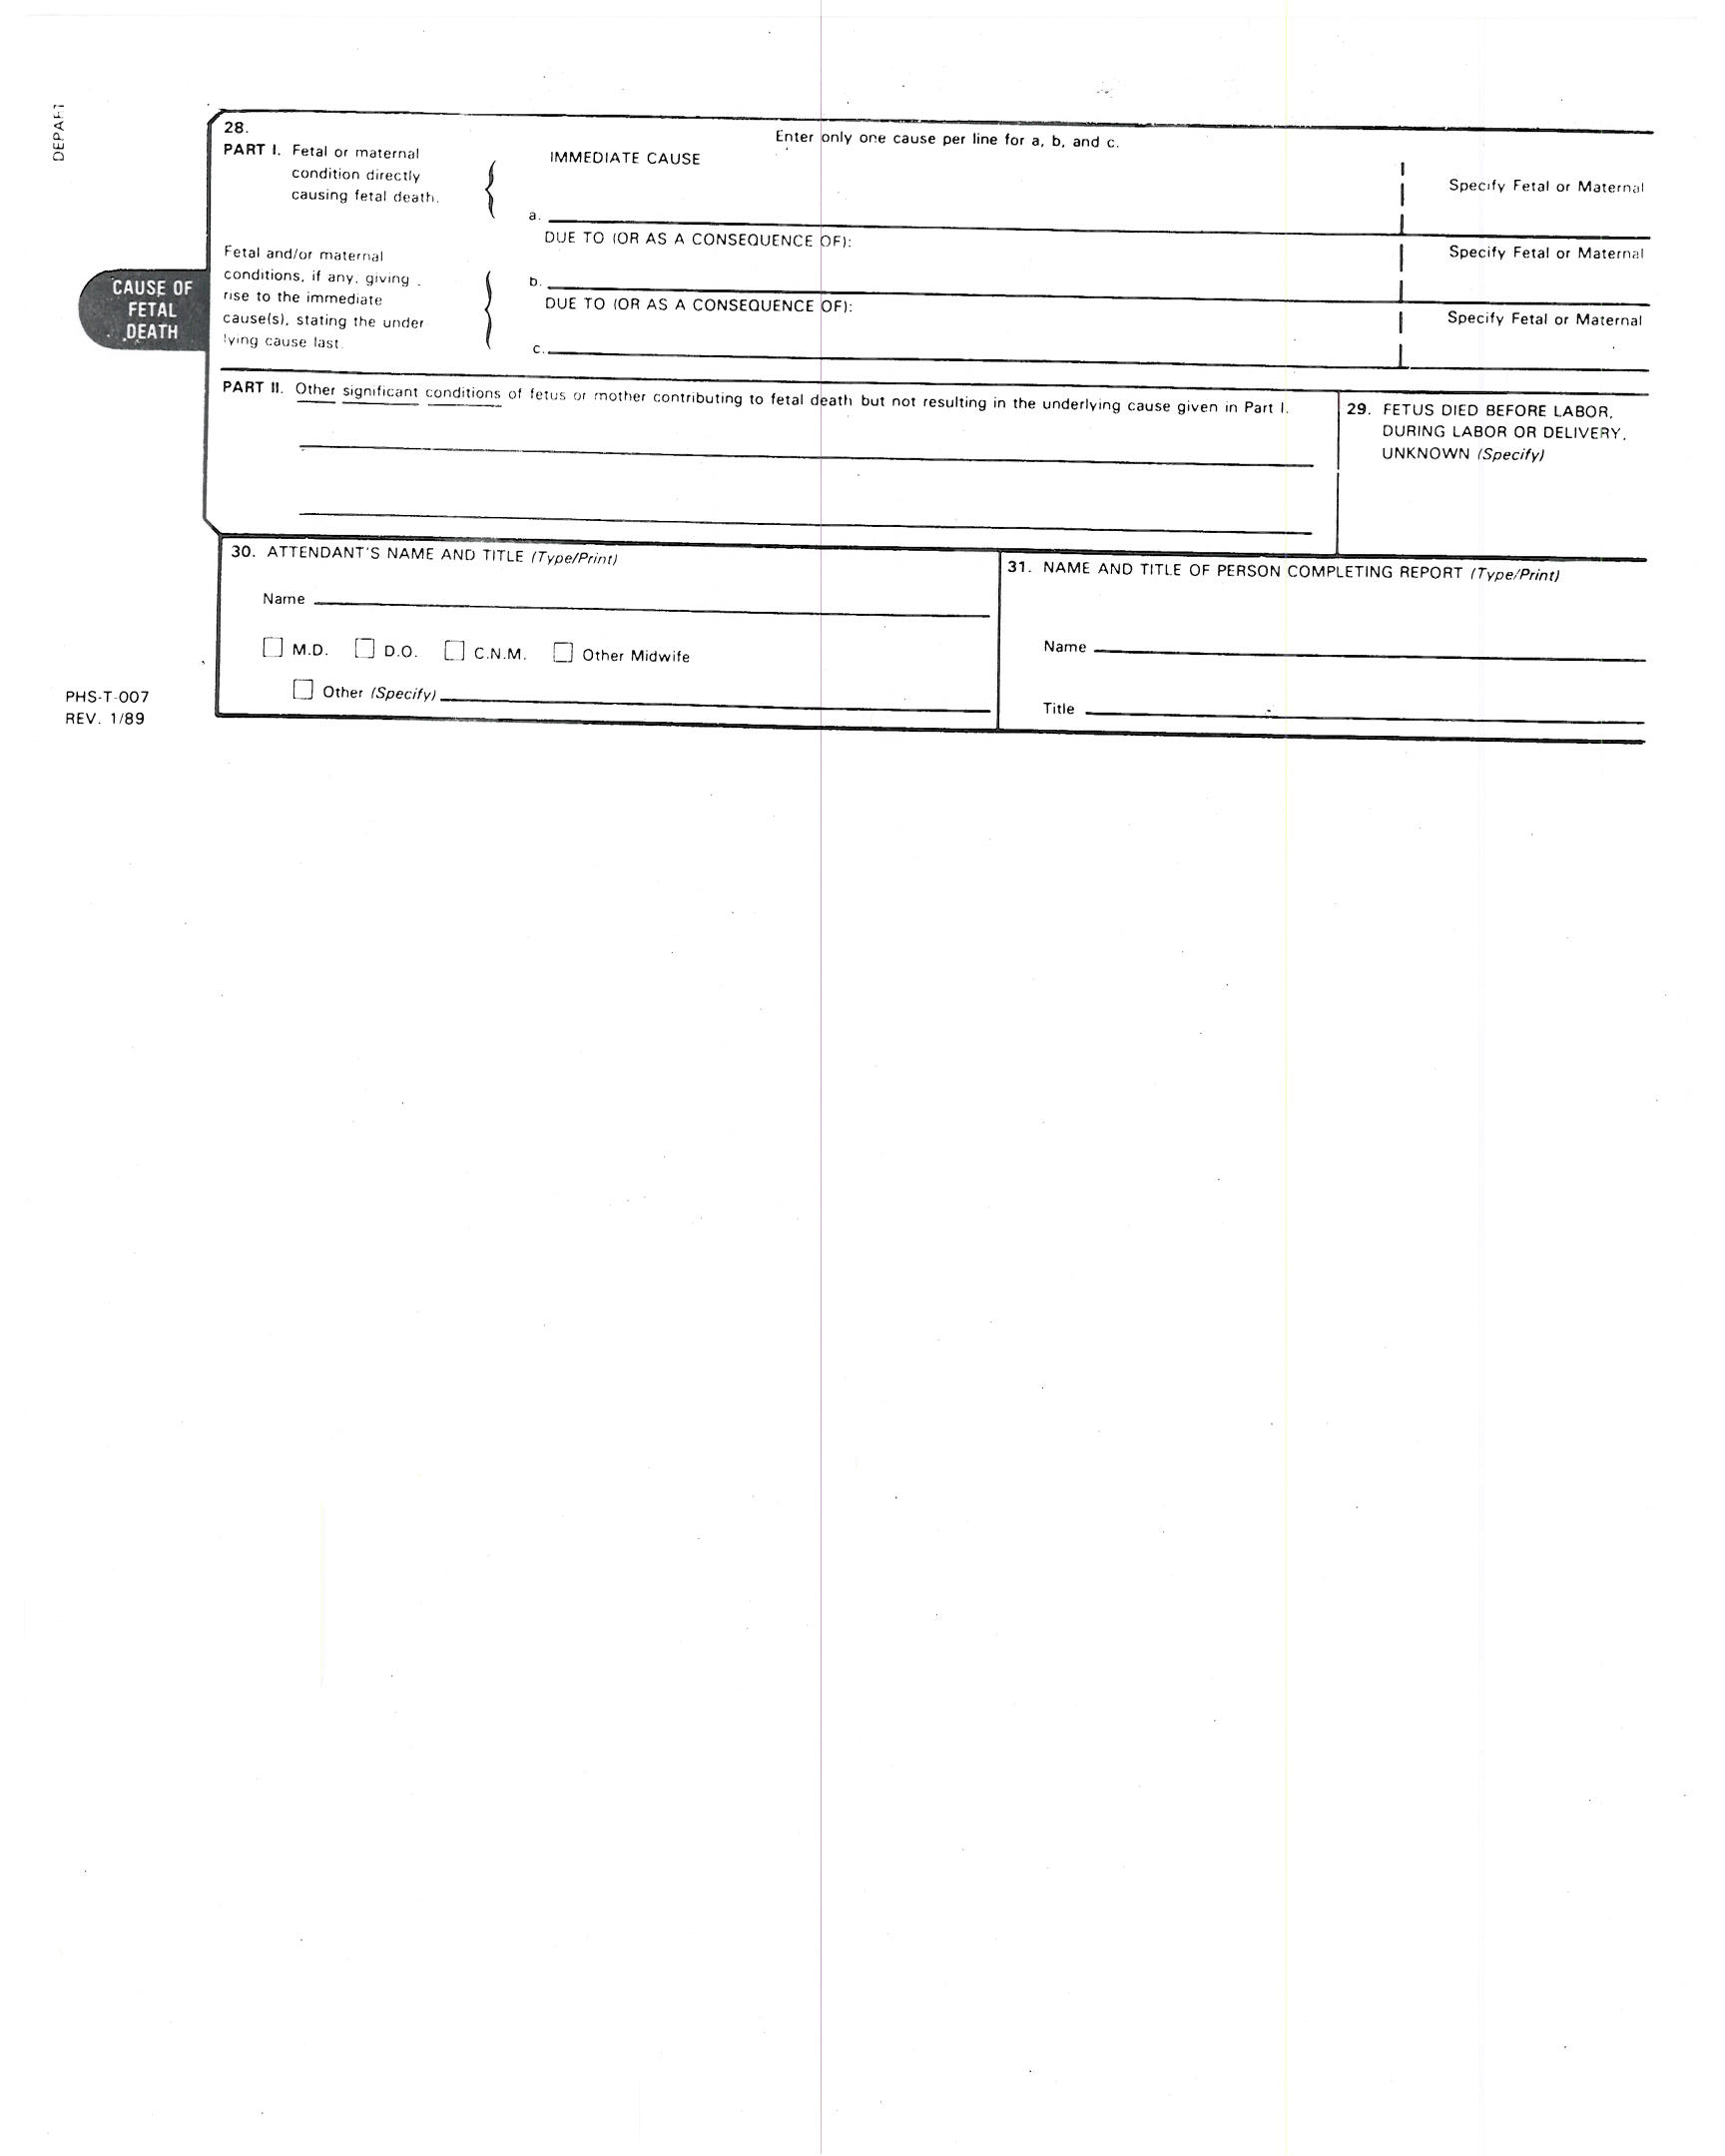 DEPART
28.
Enter only one cause per line for a, b, and c.
PART I. Fetal or maternal
condition directly
causing fetal death.
IMMEDIATE CAUSE
Specify Fetal or Maternal
a.
DUE TO (OR AS A CONSEQUENCE OF):
Specify Fetal or Maternal
Fetal and/or maternal
conditions, if any, giving
rise to the immediate
cause(s), stating the under
lying cause last.
b.
DUE TO (OR AS A CONSEQUENCE OF):
Specify Fetal or Maternal
c.
CAUSE OF
FETAL
DEATH
PART II. Other significant conditions of fetus or mother contributing to fetal death but not resulting in the underlying cause given in Part I.
29. FETUS DIED BEFORE LABOR,
DURING LABOR OR DELIVERY,
UNKNOWN (Specify)
30. ATTENDANT'S NAME AND TITLE (Type/Print)
Name
M.D. D.O. C.N.M. Other Midwife
Other (Specify)
31. NAME AND TITLE OF PERSON COMPLETING REPORT (Type/Print)
Name
Title
PHS-T-007
REV. 1/89